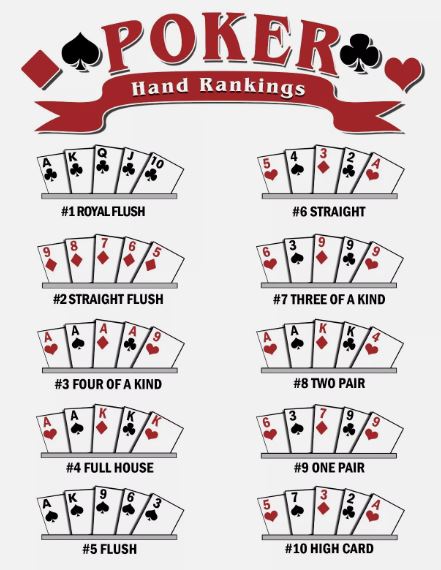 POKER
Hand Rankings
A K Q J 10
#1 ROYAL FLUSH
9 8 7 6 5
#2 STRAIGHT FLUSH
A A A A 9
#3 FOUR OF A KIND
A A K K K
#4 FULL HOUSE
A K 9 6 3
#5 FLUSH
5 4 3 2 A
#6 STRAIGHT
6 3 9 9 9
#7 THREE OF A KIND
A A K K 4
#8 TWO PAIR
6 3 7 9 9
#9 ONE PAIR
5 7 3 2 A
#10 HIGH CARD